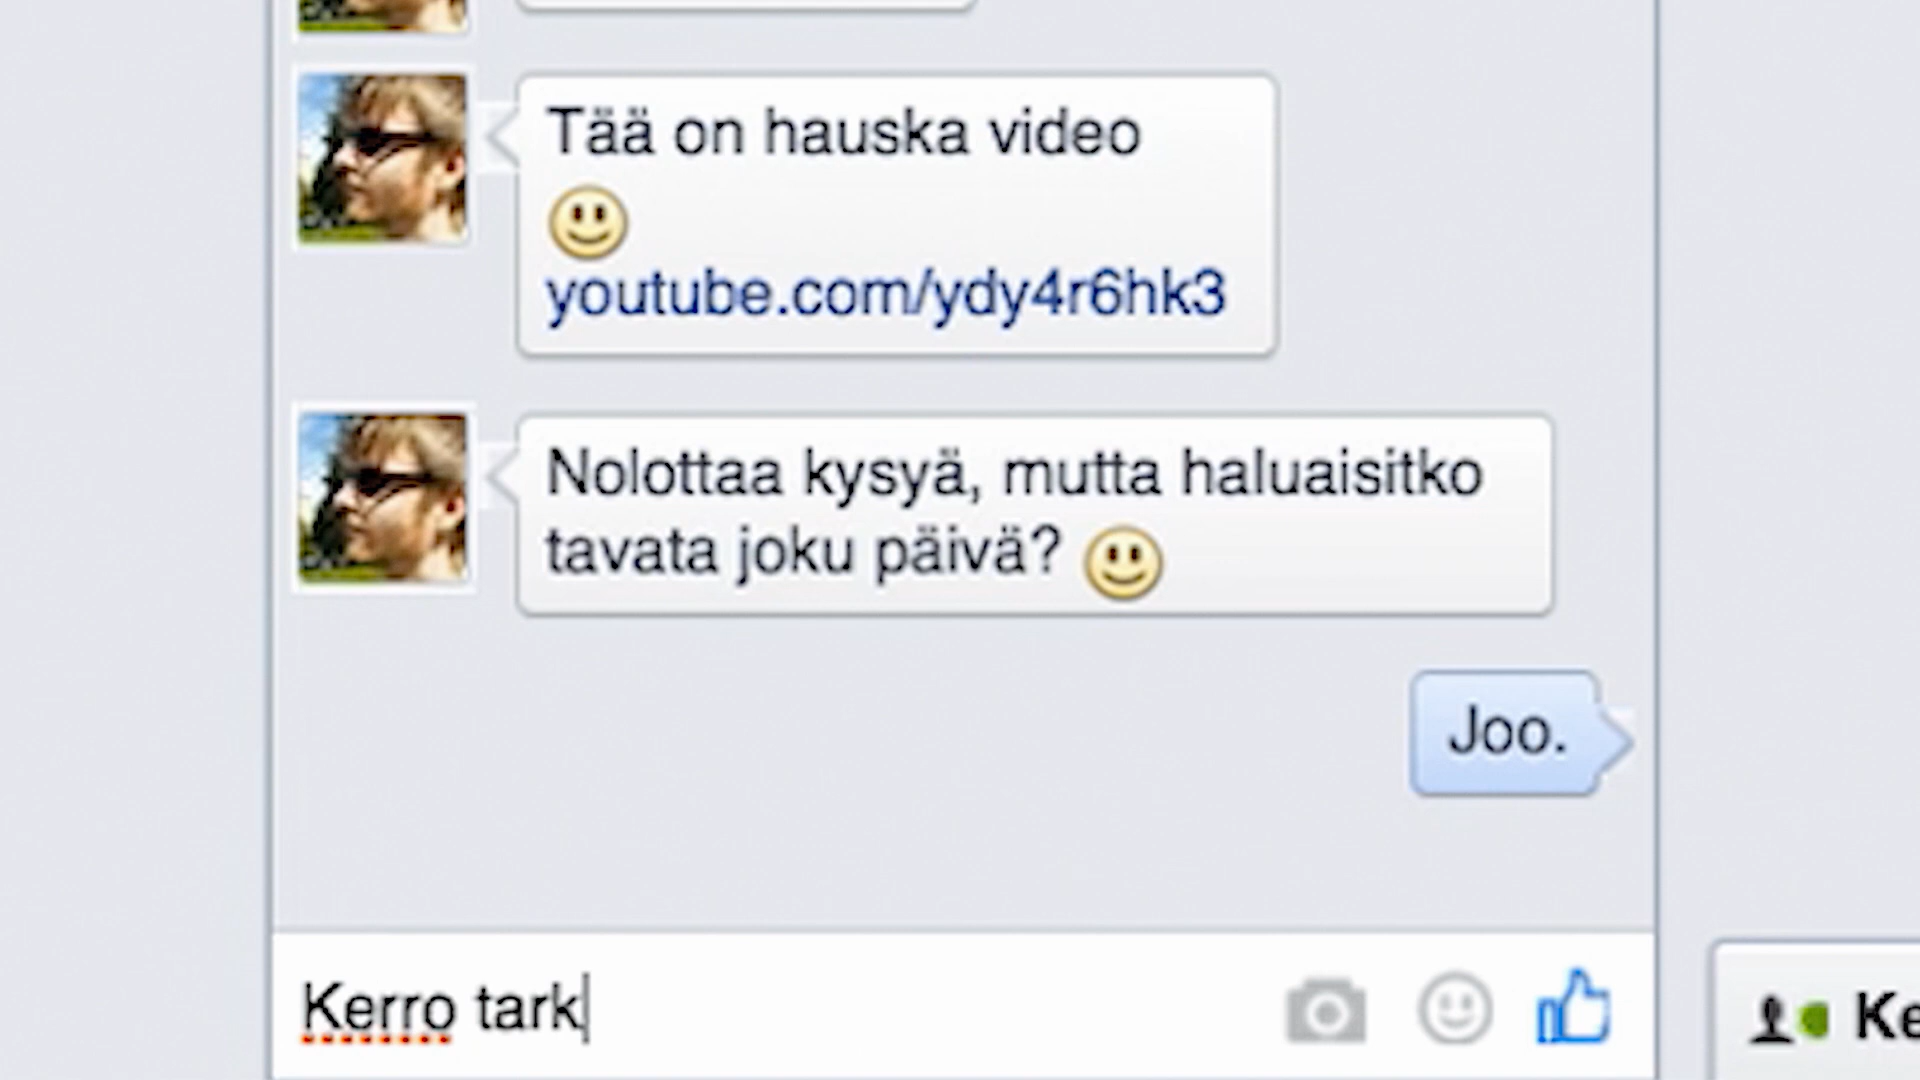 Tää on hauska video
youtube.com/ydy4r6hk3
Nolottaa kysyä, mutta haluaisitko
tavata joku päivä?
Joo.
Kerro tark
Ke